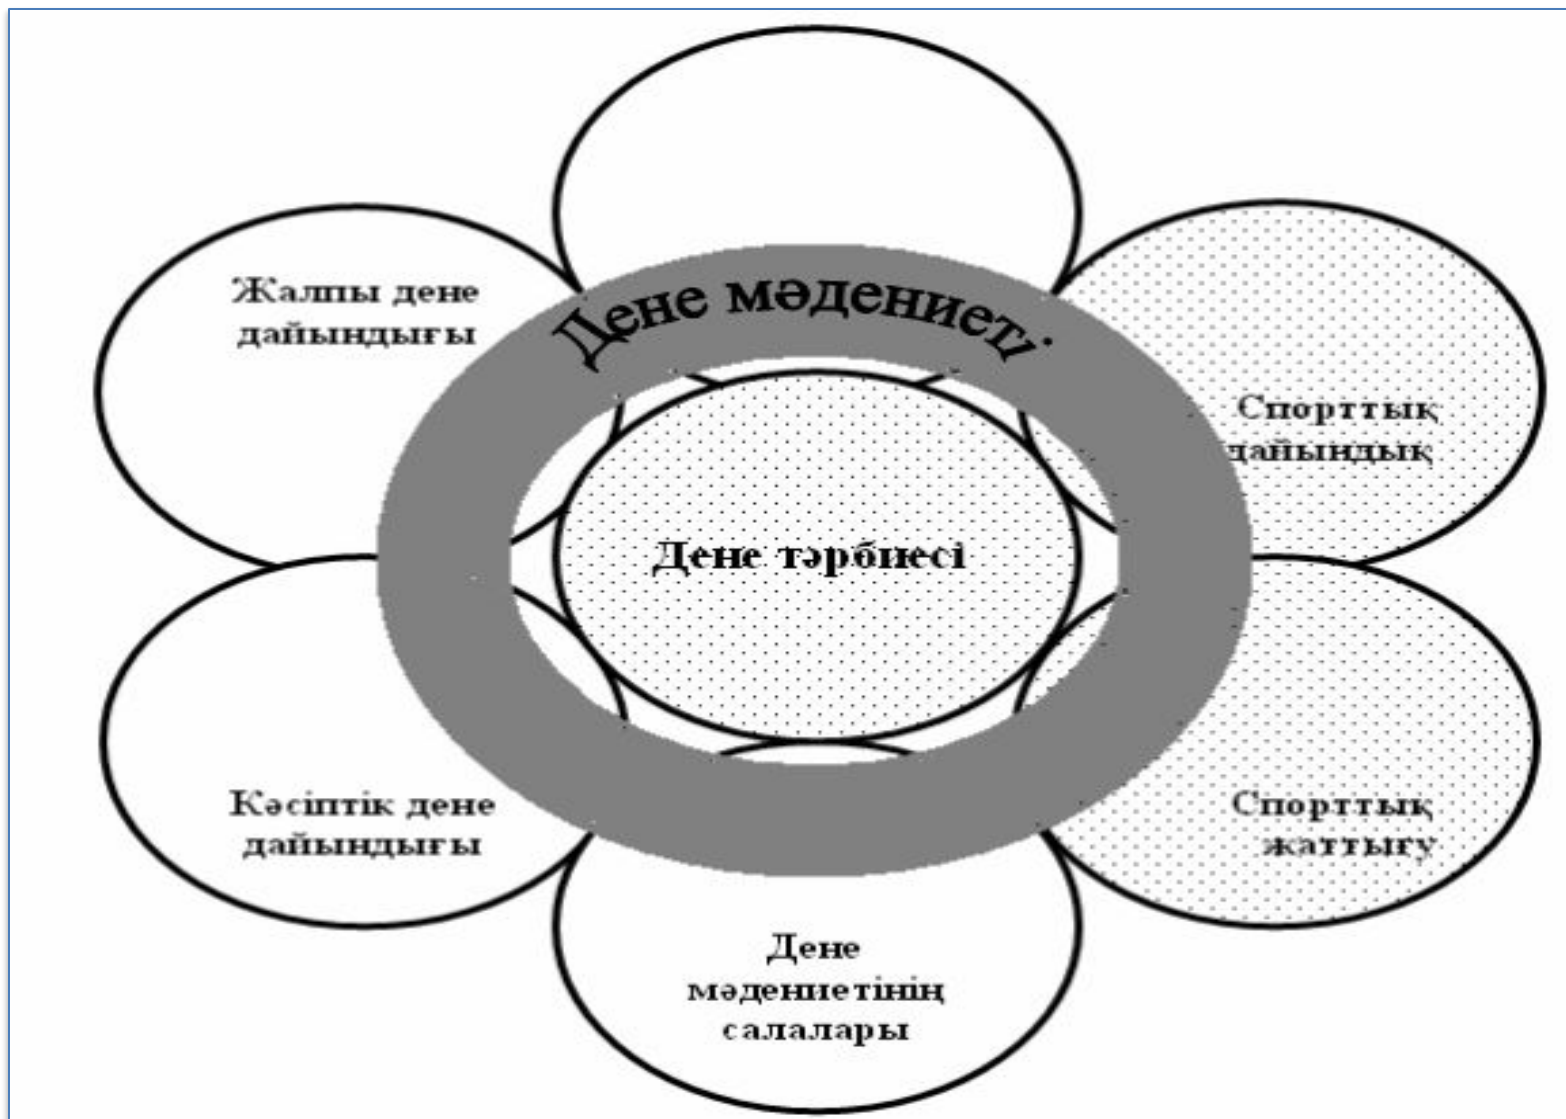 Дене мәдениеті
Жалпы дене
дайындығы
Спорттық
дайындық
Дене тәрбиесі
Кәсіптік дене
дайындығы
Спорттық
жаттығу
Дене
мәдениетінің
салалары